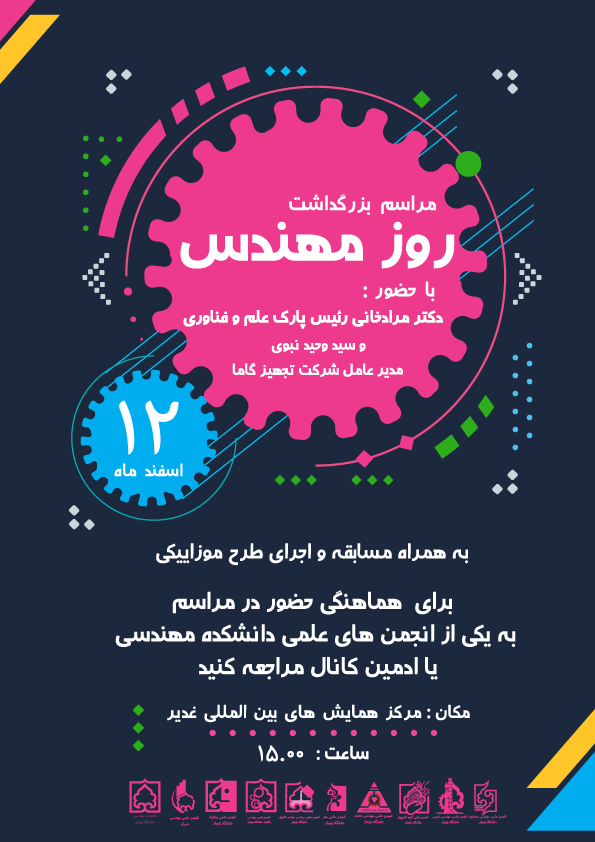 مراسم بزرگداشت
روز مهندس
با حضور :
دکتر مرادخانی رئیس پارک علم و فناوری
و سید وحید نبوی
مدیر عامل شرکت تجهیز گاما
۱۲
اسفند ماه
به همراه مسابقه و اجرای طرح موزاییکی
برای هماهنگی حضور در مراسم
به یکی از انجمن های علمی دانشکده مهندسی
یا ادمین کانال مراجعه کنید
مکان : مرکز همایش های بین المللی غدیر
ساعت : ۱۵.۰۰